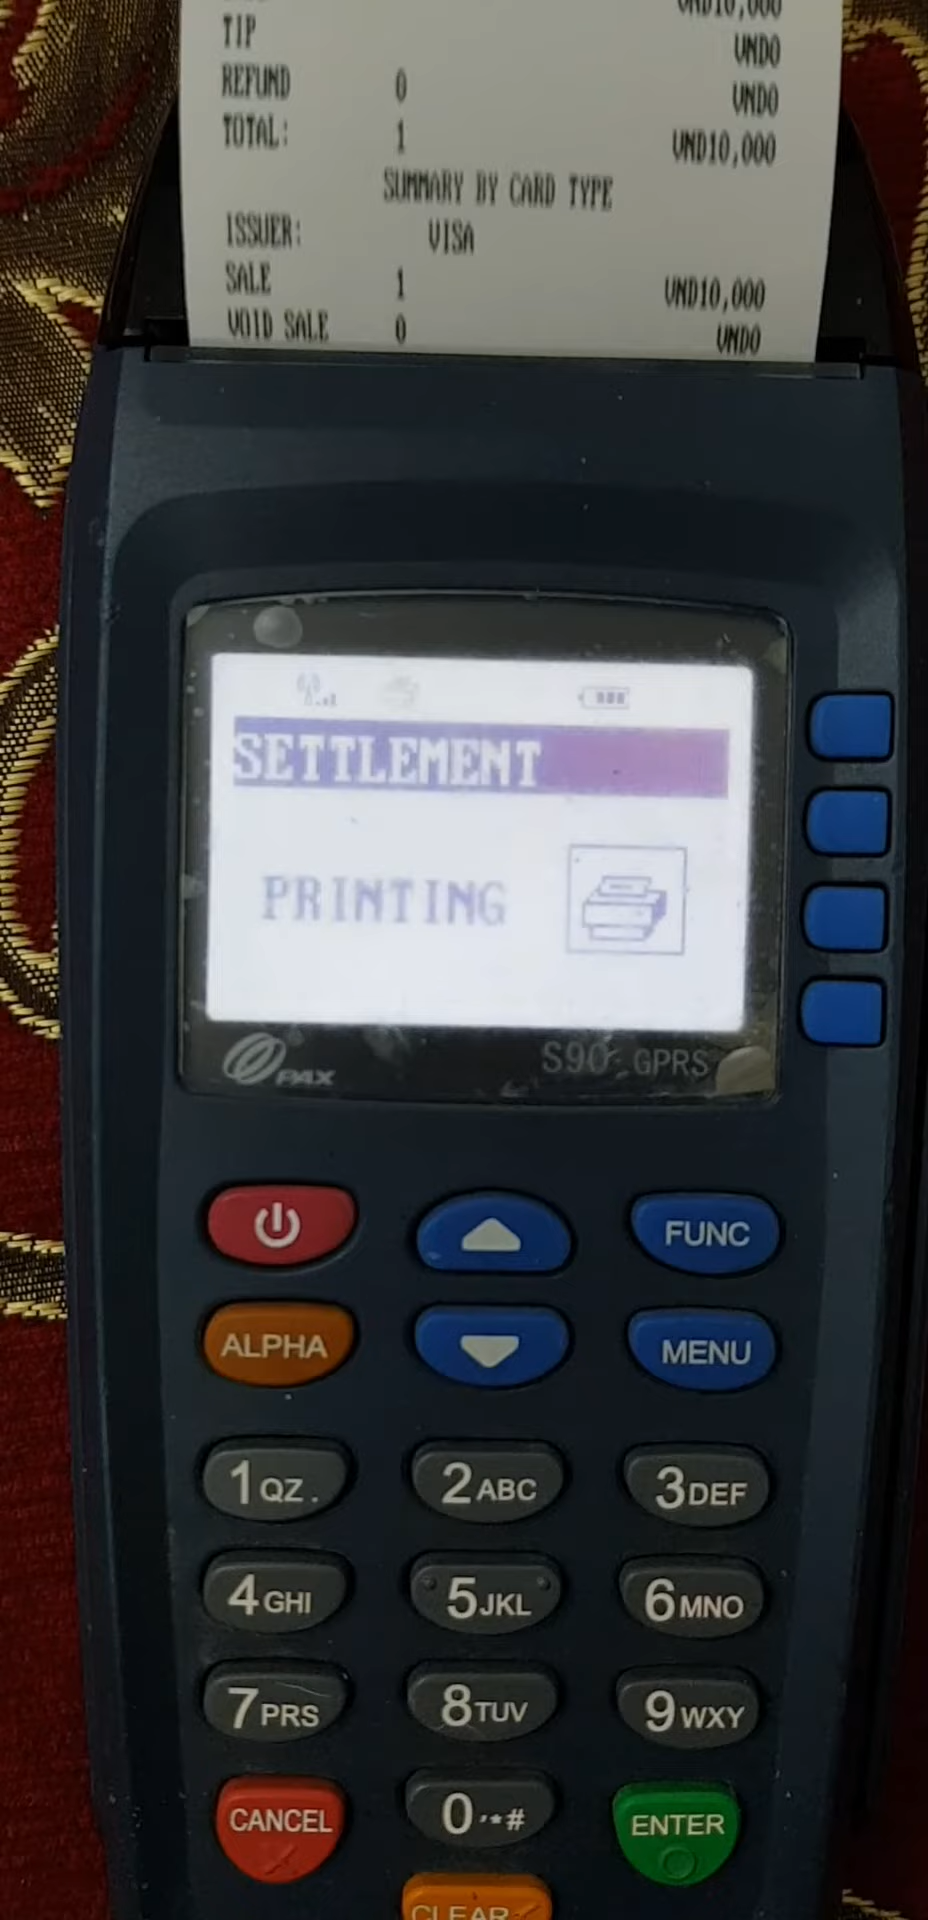 VND10,000
TIP VND0
REFUND 0 VND0
TOTAL: 1 VND10,000
SUMMARY BY CARD TYPE
ISSUER: VISA
SALE 1 VND10,000
VOID SALE 0 VND0
SETTLEMENT
PRINTING
PAX S90 GPRS
FUNC
ALPHA MENU
1QZ. 2ABC 3DEF
4GHI 5JKL 6MNO
7PRS 8TUV 9WXY
CANCEL 0,*# ENTER
CLEAR